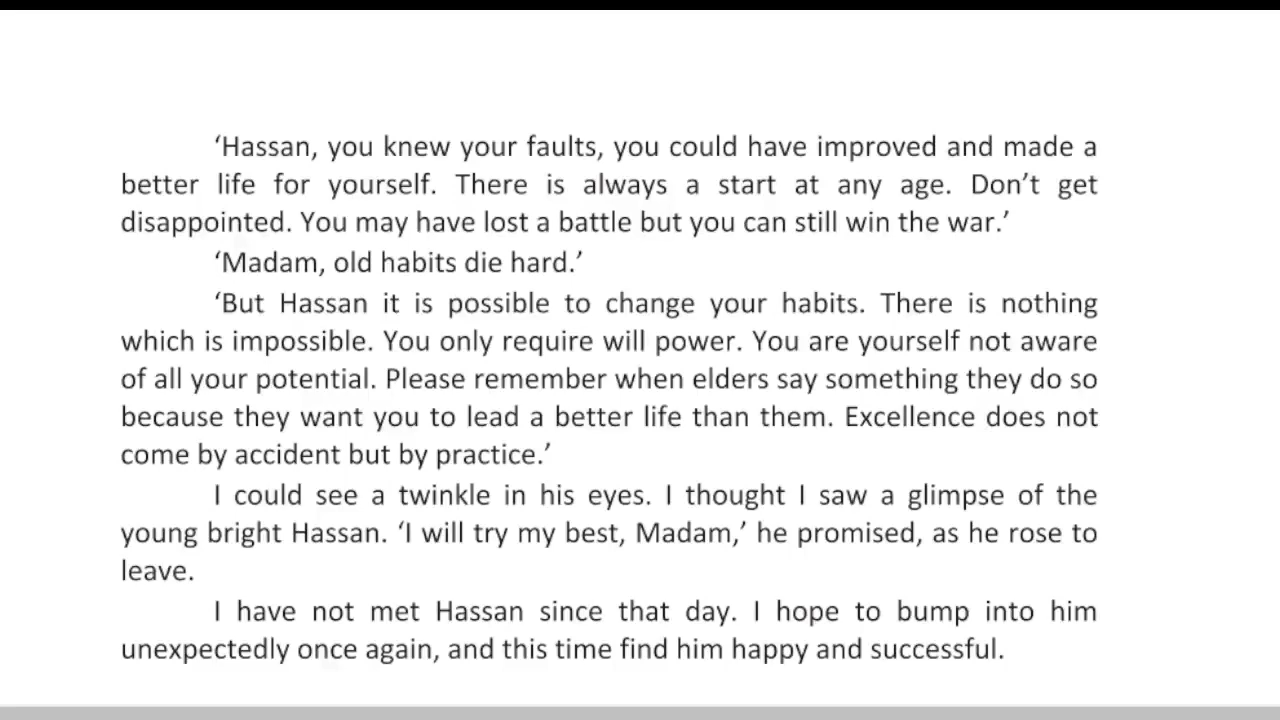 ‘Hassan, you knew your faults, you could have improved and made a
better life for yourself. There is always a start at any age. Don’t get
disappointed. You may have lost a battle but you can still win the war.’
‘Madam, old habits die hard.’
‘But Hassan it is possible to change your habits. There is nothing
which is impossible. You only require will power. You are yourself not aware
of all your potential. Please remember when elders say something they do so
because they want you to lead a better life than them. Excellence does not
come by accident but by practice.’
I could see a twinkle in his eyes. I thought I saw a glimpse of the
young bright Hassan. ‘I will try my best, Madam,’ he promised, as he rose to
leave.
I have not met Hassan since that day. I hope to bump into him
unexpectedly once again, and this time find him happy and successful.